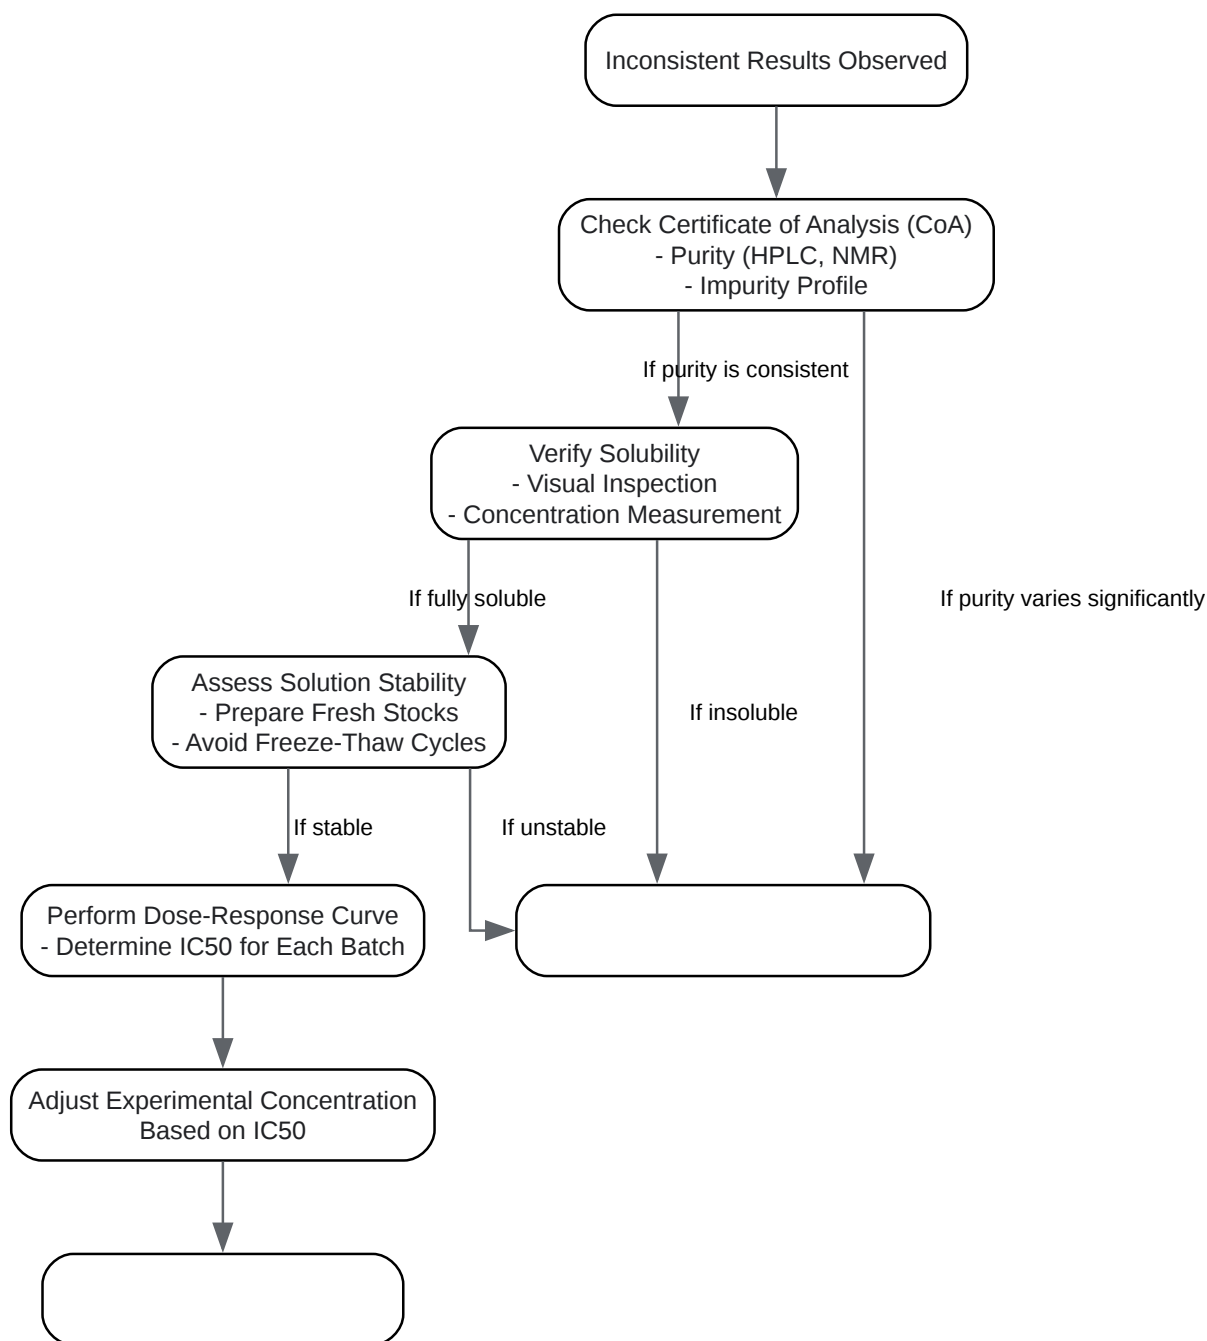 Inconsistent Results Observed
Check Certificate of Analysis (CoA)
- Purity (HPLC, NMR)
- Impurity Profile
If purity is consistent
Verify Solubility
- Visual Inspection
- Concentration Measurement
If fully soluble
If purity varies significantly
Assess Solution Stability
- Prepare Fresh Stocks
- Avoid Freeze-Thaw Cycles
If insoluble
If stable
If unstable
Perform Dose-Response Curve
- Determine IC50 for Each Batch
Adjust Experimental Concentration
Based on IC50